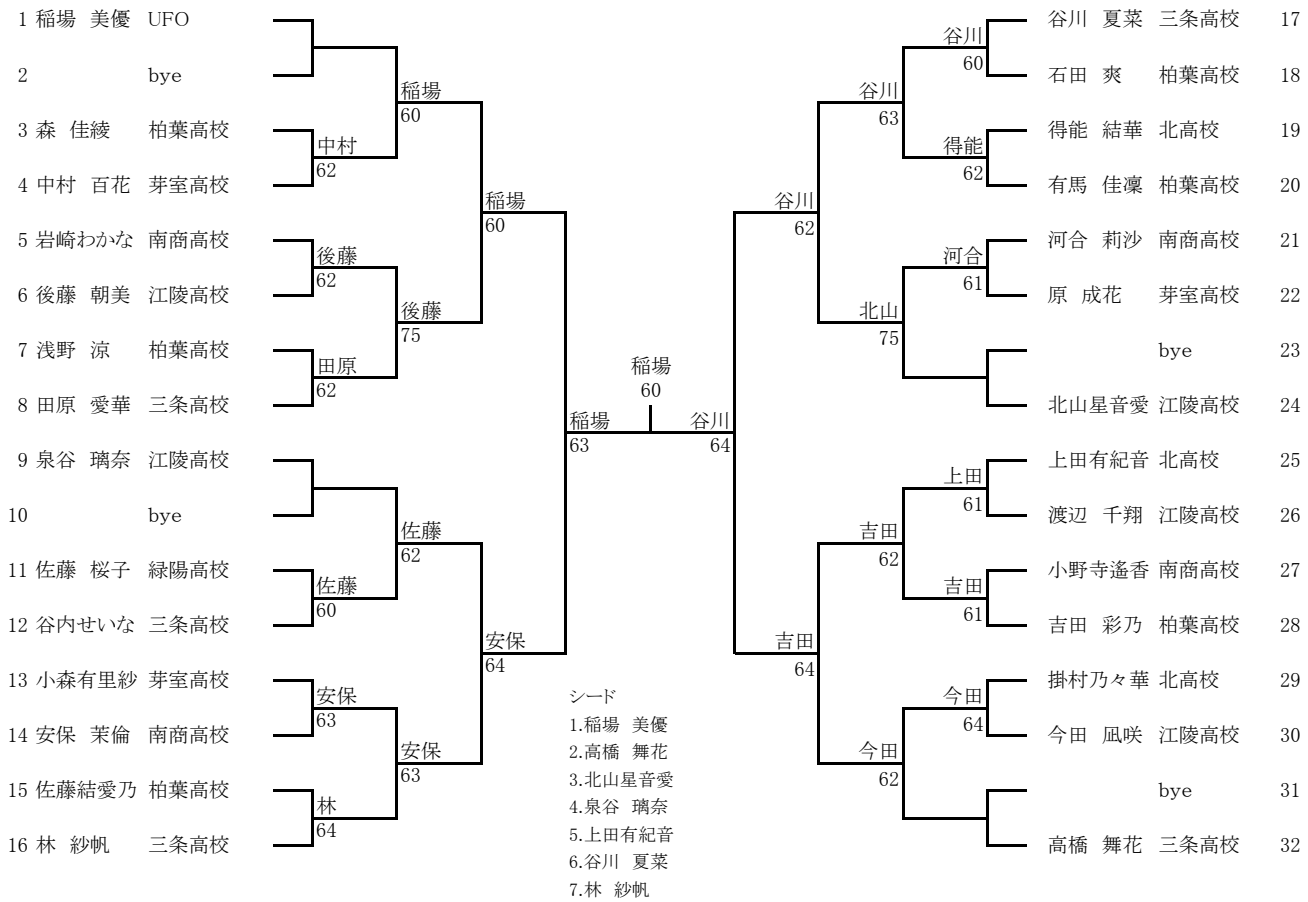 1 稲場 美優 UFO
2 bye
3 森 佳綾 柏葉高校
4 中村 百花 芽室高校
5 岩崎わかな 南商高校
6 後藤 朝美 江陵高校
7 浅野 涼 柏葉高校
8 田原 愛華 三条高校
9 泉谷 璃奈 江陵高校
10 bye
11 佐藤 桜子 緑陽高校
12 谷内せいな 三条高校
13 小森有里紗 芽室高校
14 安保 茉倫 南商高校
15 佐藤結愛乃 柏葉高校
16 林 紗帆 三条高校
中村
62
後藤
62
田原
62
佐藤
60
安保
63
林
64
稲場
60
後藤
75
佐藤
62
安保
63
稲場
60
安保
64
稲場
63
稲場
60
谷川
64
谷川
62
吉田
64
谷川
63
北山
75
吉田
62
今田
62
谷川
60
得能
62
河合
61
上田
61
吉田
61
今田
64
谷川 夏菜 三条高校 17
石田 爽 柏葉高校 18
得能 結華 北高校 19
有馬 佳凜 柏葉高校 20
河合 莉沙 南商高校 21
原 成花 芽室高校 22
bye 23
北山星音愛 江陵高校 24
上田有紀音 北高校 25
渡辺 千翔 江陵高校 26
小野寺遙香 南商高校 27
吉田 彩乃 柏葉高校 28
掛村乃々華 北高校 29
今田 凪咲 江陵高校 30
bye 31
高橋 舞花 三条高校 32
シード
1.稲場 美優
2.高橋 舞花
3.北山星音愛
4.泉谷 璃奈
5.上田有紀音
6.谷川 夏菜
7.林 紗帆